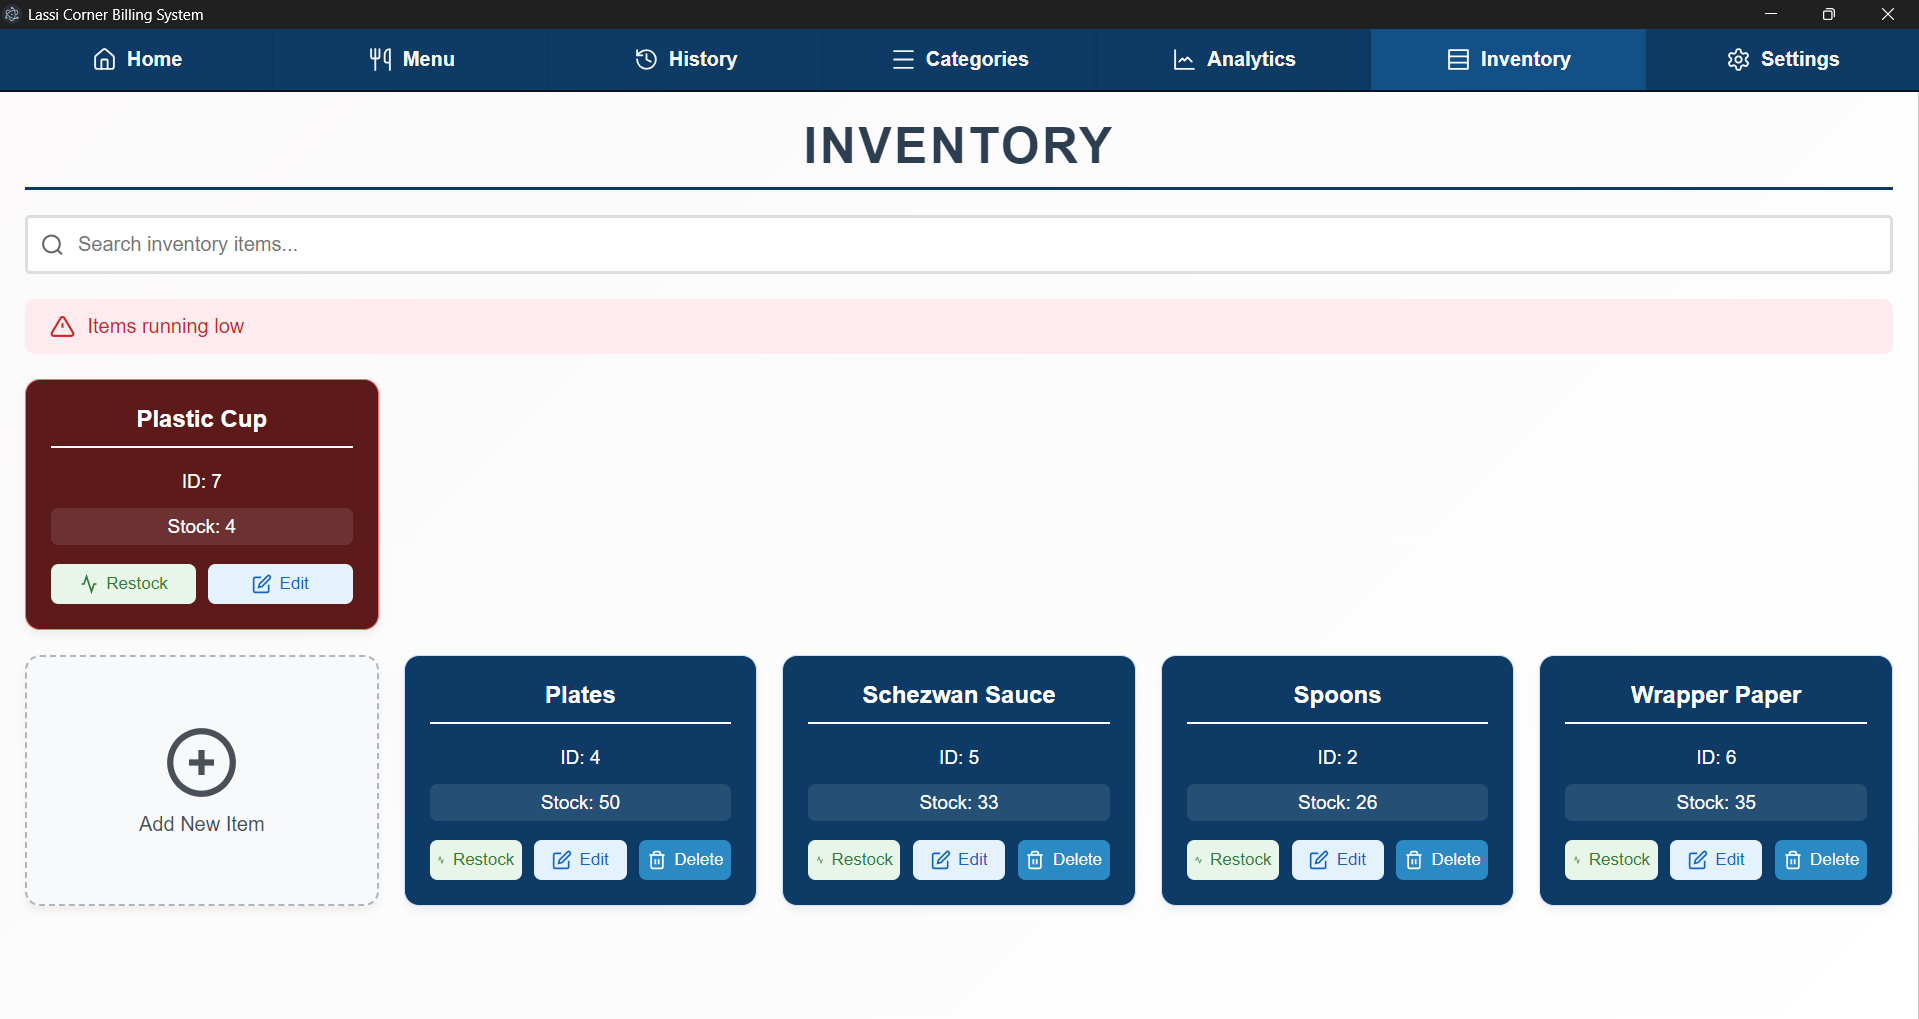 Lassi Corner Billing System
Home
Menu
History
Categories
Analytics
Inventory
Settings
INVENTORY
Search inventory items...
Items running low
Plastic Cup
ID: 7
Stock: 4
Restock
Edit
Add New Item
Plates
ID: 4
Stock: 50
Restock
Edit
Delete
Schezwan Sauce
ID: 5
Stock: 33
Restock
Edit
Delete
Spoons
ID: 2
Stock: 26
Restock
Edit
Delete
Wrapper Paper
ID: 6
Stock: 35
Restock
Edit
Delete